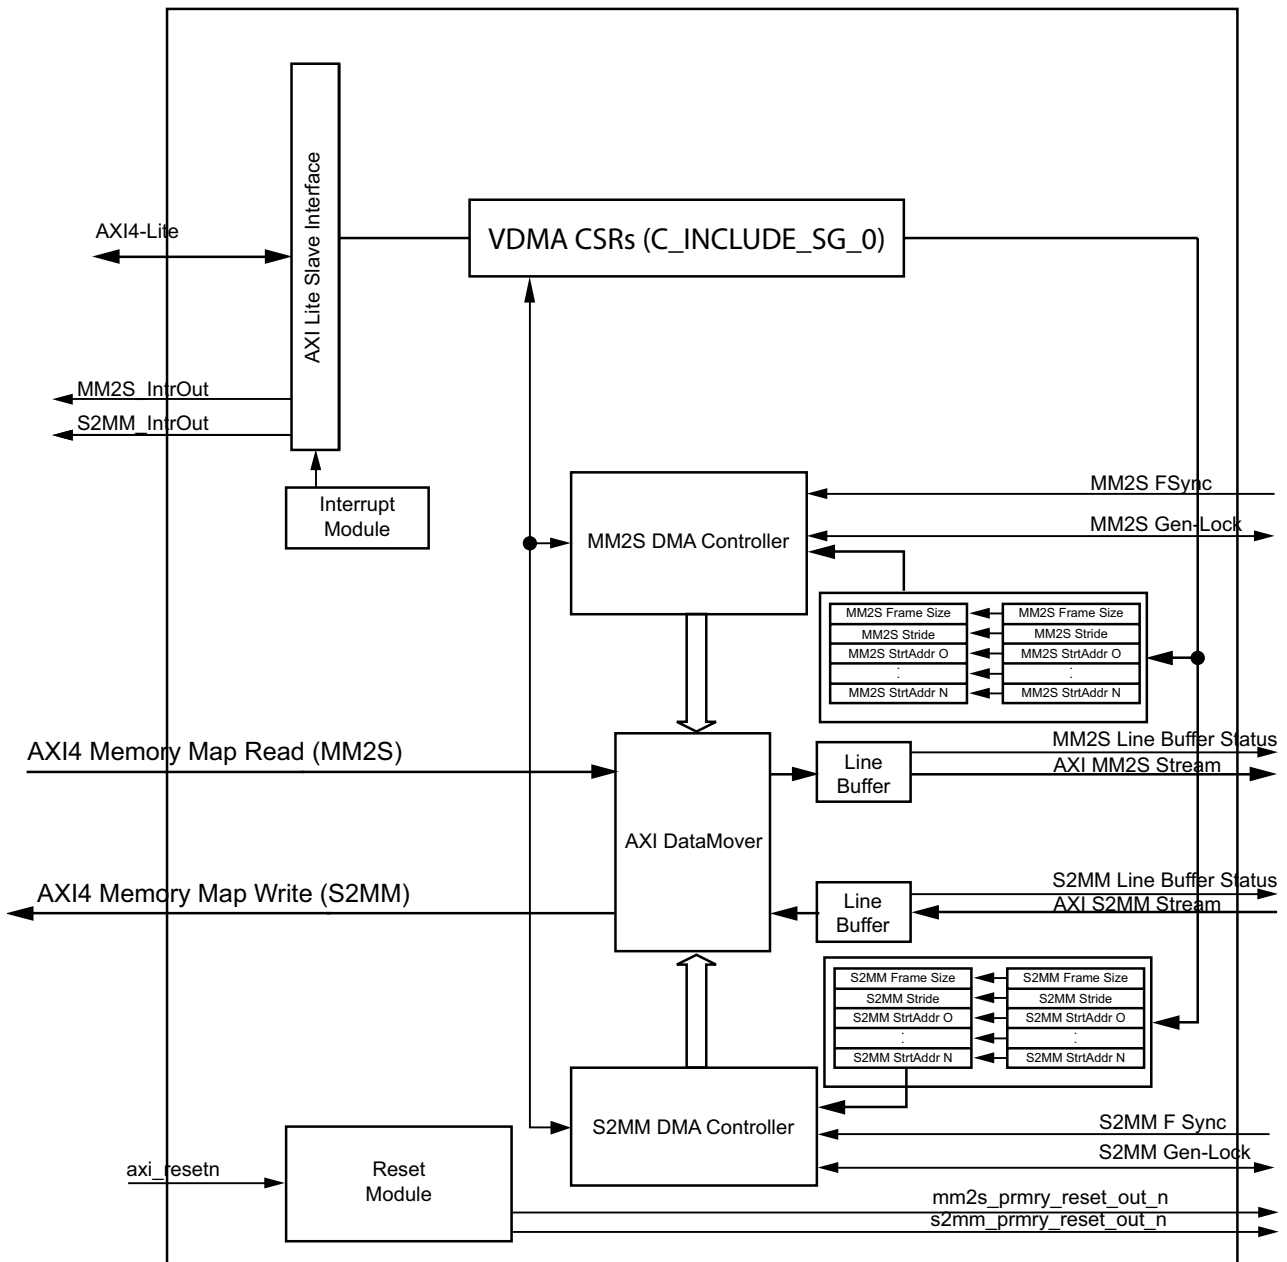 AXI Lite Slave Interface
AXI4-Lite
VDMA CSRs (C_INCLUDE_SG_0)
MM2S_IntrOut
S2MM_IntrOut
Interrupt
Module
MM2S DMA Controller
MM2S FSync
MM2S Gen-Lock
MM2S Frame Size
MM2S Stride
MM2S StrtAddr O
:
MM2S StrtAddr N
MM2S Frame Size
MM2S Stride
MM2S StrtAddr O
:
MM2S StrtAddr N
AXI4 Memory Map Read (MM2S)
Line
Buffer
MM2S Line Buffer Status
AXI MM2S Stream
AXI DataMover
AXI4 Memory Map Write (S2MM)
Line
Buffer
S2MM Line Buffer Status
AXI S2MM Stream
S2MM Frame Size
S2MM Stride
S2MM StrtAddr O
:
S2MM StrtAddr N
S2MM Frame Size
S2MM Stride
S2MM StrtAddr O
:
S2MM StrtAddr N
S2MM DMA Controller
S2MM F Sync
S2MM Gen-Lock
axi_resetn
Reset
Module
mm2s_prmry_reset_out_n
s2mm_prmry_reset_out_n